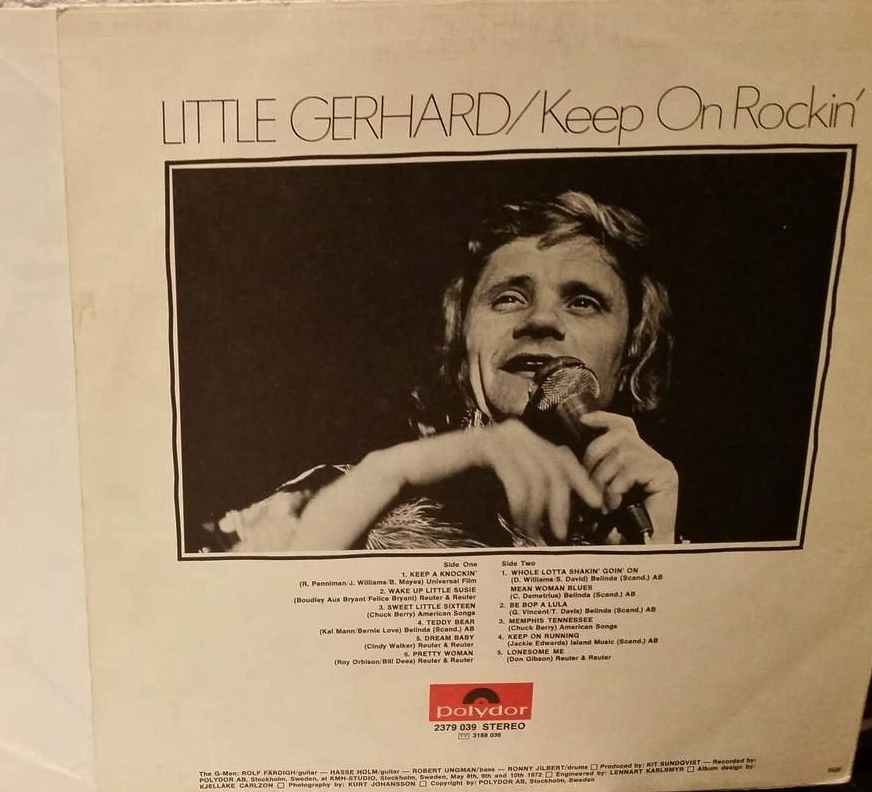 LITTLE GERHARD/Keep On Rockin'
Side One
1. KEEP A KNOCKIN'
(R. Penniman/J. Williams/B. Mayes) Universal Film
2. WAKE UP LITTLE SUSIE
(Boudley Aux Bryant/Felice Bryant) Reuter & Reuter
3. SWEET LITTLE SIXTEEN
(Chuck Berry) American Songs
4. TEDDY BEAR
(Kal Mann/Bernie Love) Belinda (Scand.) AB
5. DREAM BABY
(Cindy Walker) Reuter & Reuter
6. PRETTY WOMAN
(Roy Orbison/Bill Dees) Reuter & Reuter
Side Two
1. WHOLE LOTTA SHAKIN' GOIN' ON
(D. Williams/S. David) Belinda (Scand.) AB
MEAN WOMAN BLUES
(C. Demetrius) Belinda (Scand.) AB
2. BE BOP A LULA
(G. Vincent/T. Davis) Belinda (Scand.) AB
3. MEMPHIS TENNESSEE
(Chuck Berry) American Songs
4. KEEP ON RUNNING
(Jackie Edwards) Island Music (Scand.) AB
5. LONESOME ME
(Don Gibson) Reuter & Reuter
polydor
2379 039 STEREO
3188 036
The G-Men: ROLF FÄRDIGH/guitar — HASSE HOLM/guitar — ROBERT UNGMAN/bass — RONNY JILBERT/drums □ Produced by: KIT SUNDQVIST — Recorded by:
POLYDOR AB, Stockholm, Sweden, at KMH-STUDIO, Stockholm, Sweden, May 8th, 9th and 10th 1972 □ Engineered by: LENNART KARLSMYR □ Album design by:
KJELLÅKE CARLZON □ Photography by: KURT JOHANSSON □ Copyright by: POLYDOR AB, Stockholm, Sweden